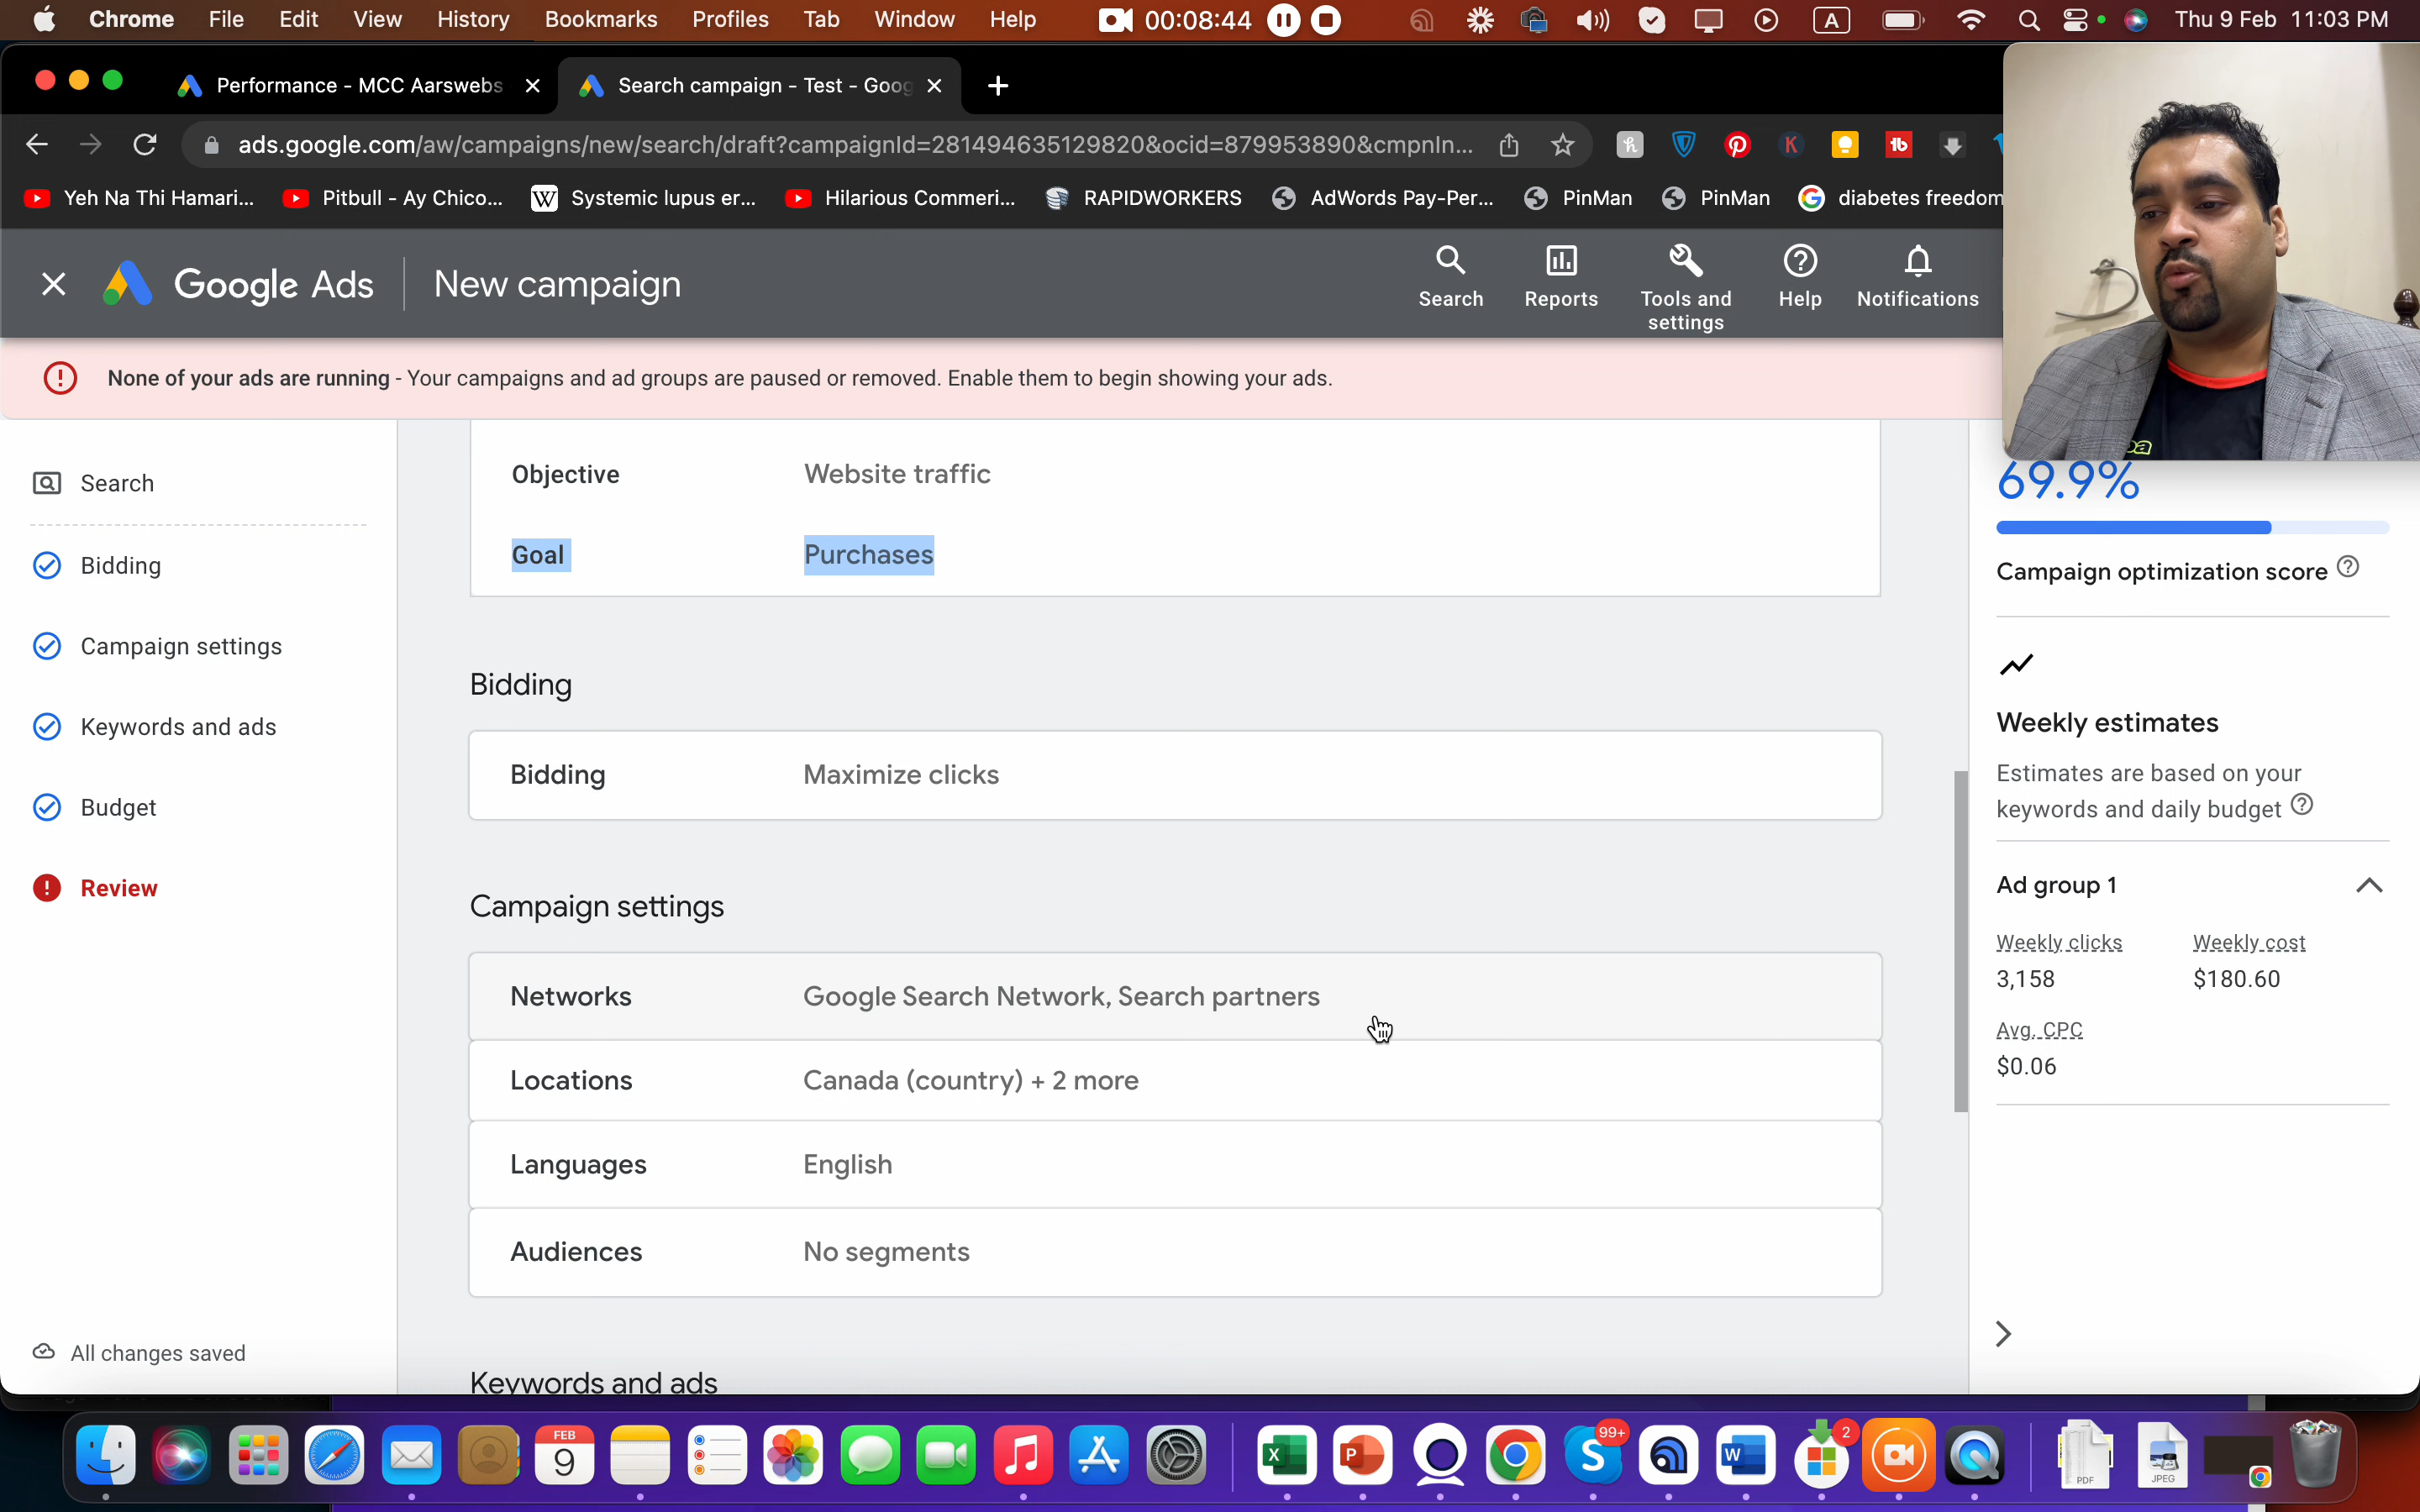 Chrome File Edit View History Bookmarks Profiles Tab Window Help 00:08:44 A Thu 9 Feb 11:03 PM
Performance - MCC Aarswebs
Search campaign - Test - Goog
ads.google.com/aw/campaigns/new/search/draft?campaignId=281494635129820&ocid=879953890&cmpnIn...
Yeh Na Thi Hamari... Pitbull - Ay Chico... W Systemic lupus er... Hilarious Commeri... RAPIDWORKERS AdWords Pay-Per... PinMan PinMan diabetes freedom
Google Ads New campaign
Search Reports Tools and settings Help Notifications
None of your ads are running - Your campaigns and ad groups are paused or removed. Enable them to begin showing your ads.
Search
Bidding
Campaign settings
Keywords and ads
Budget
Review
All changes saved
Objective Website traffic
Goal Purchases
Bidding
Bidding Maximize clicks
Campaign settings
Networks Google Search Network, Search partners
Locations Canada (country) + 2 more
Languages English
Audiences No segments
Keywords and ads
69.9%
Campaign optimization score
Weekly estimates
Estimates are based on your
keywords and daily budget
Ad group 1
Weekly clicks Weekly cost
3,158 $180.60
Avg. CPC
$0.06
FEB
9
X P S 99+ W 2
PDF JPEG